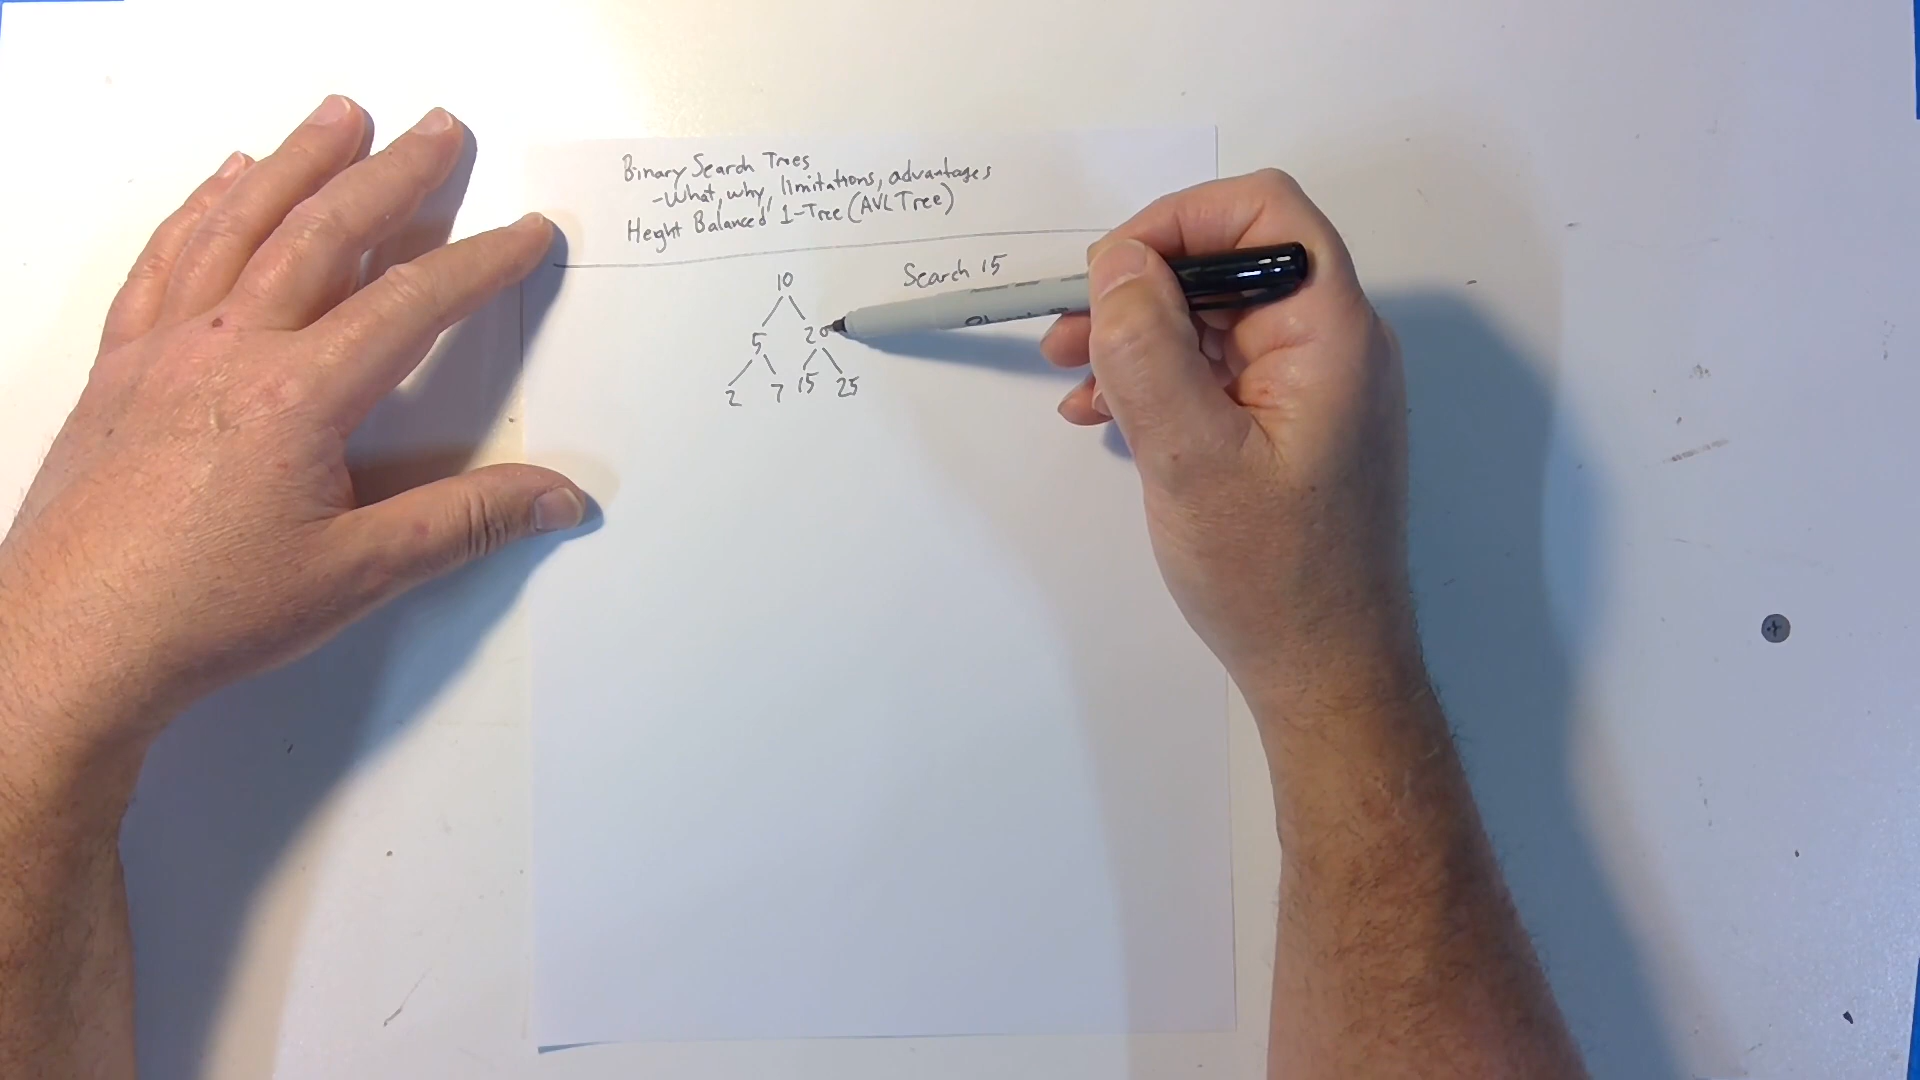 Binary Search Trees
-What, why, limitations, advantages
Height Balanced 1-Tree (AVL Tree)
Search 15
10
5 20
2 7 15 25